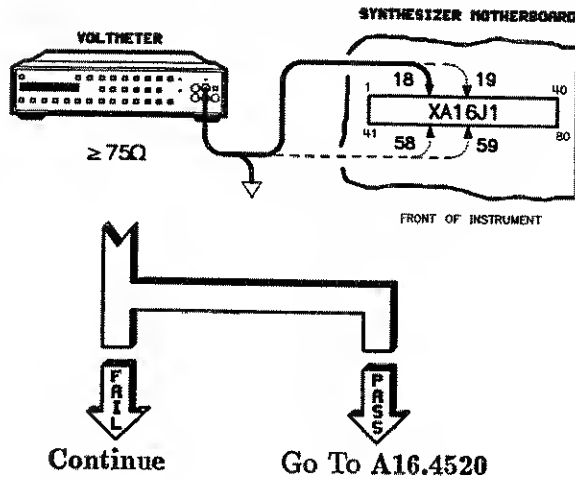 SYNTHESIZER MOTHERBOARD
VOLTMETER
18 19
1 40
XA16J1
41 80
58 59
≥ 75Ω
FRONT OF INSTRUMENT
FAIL PASS
Continue Go To A16.4520